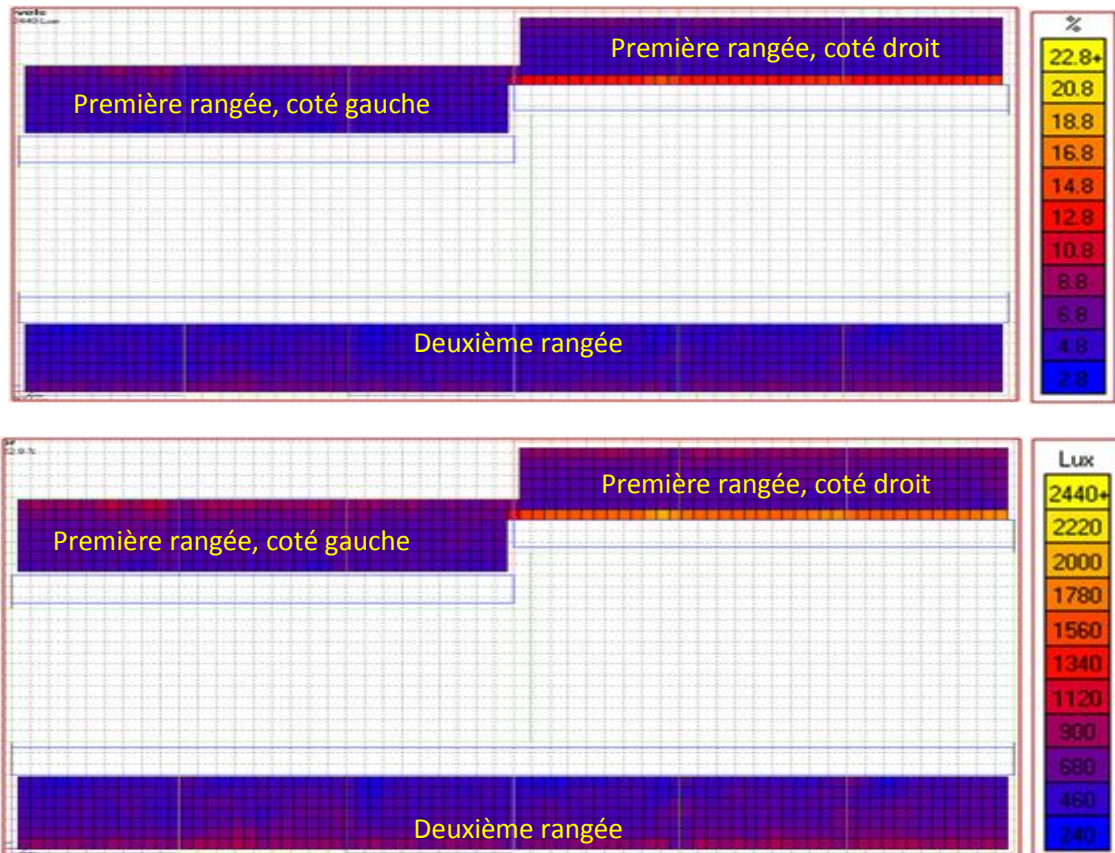 2440 Lux
Première rangée, coté droit
Première rangée, coté gauche
Deuxième rangée
%
22.8+
20.8
18.8
16.8
14.8
12.8
10.8
8.8
6.8
4.8
2.8
Première rangée, coté droit
Première rangée, coté gauche
Deuxième rangée
Lux
2440+
2220
2000
1780
1560
1340
1120
900
680
460
240